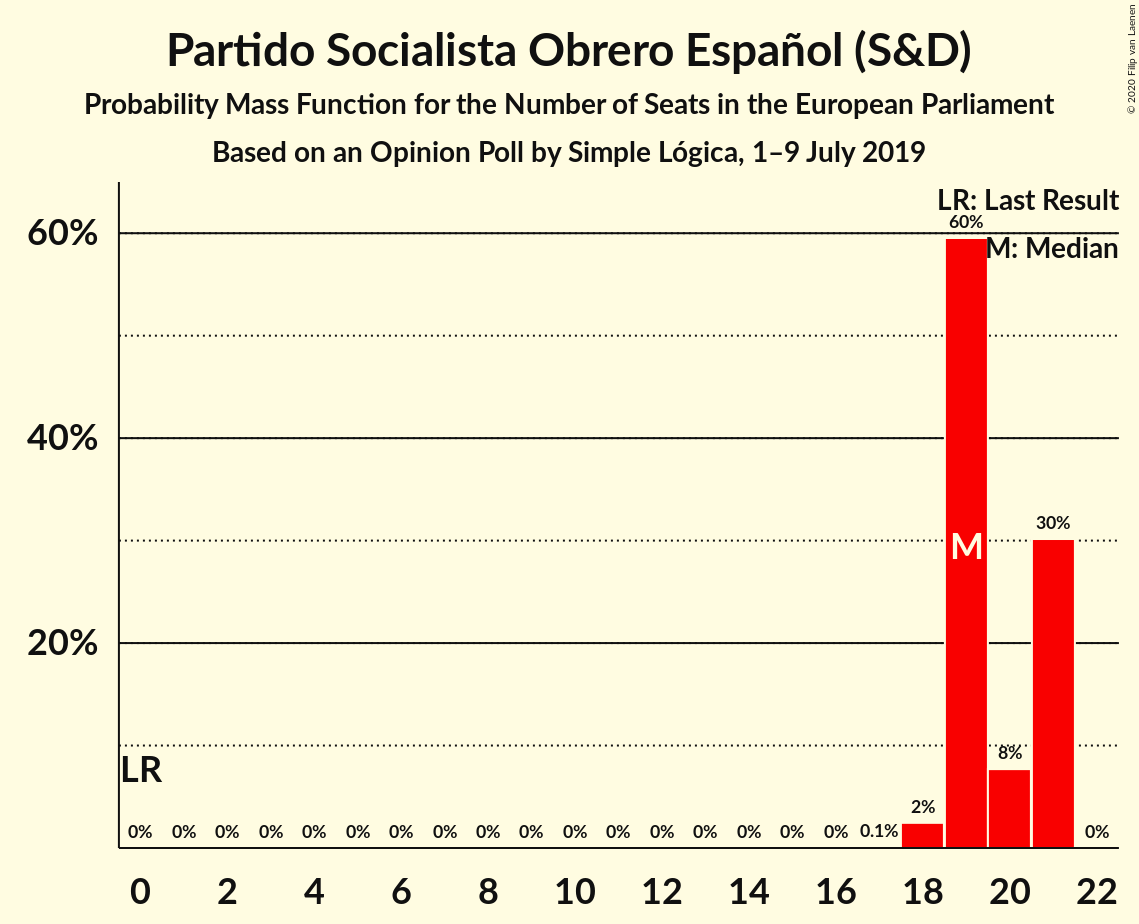 Partido Socialista Obrero Español (S&D)
Probability Mass Function for the Number of Seats in the European Parliament
Based on an Opinion Poll by Simple Lógica, 1–9 July 2019
© 2020 Filip van Laenen
LR: Last Result
M: Median
60%
40%
20%
60%
M
30%
8%
2%
LR
0% 0% 0% 0% 0% 0% 0% 0% 0% 0% 0% 0% 0% 0% 0% 0% 0% 0.1% 0%
0 2 4 6 8 10 12 14 16 18 20 22